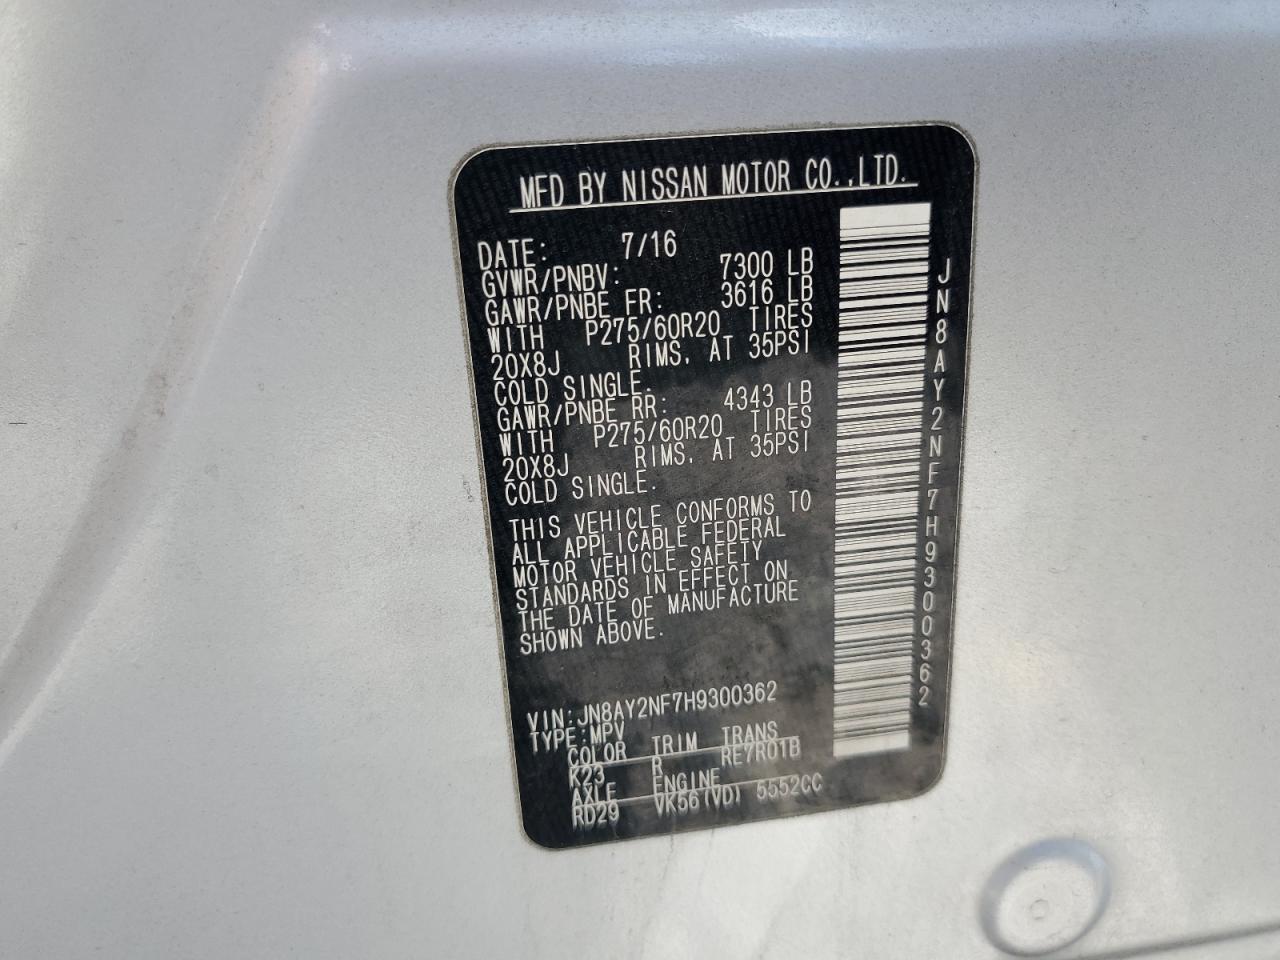 MFD BY NISSAN MOTOR CO.,LTD.
DATE: 7/16
GVWR/PNBV: 7300 LB
GAWR/PNBE FR: 3616 LB
WITH P275/60R20 TIRES
20X8J RIMS, AT 35PSI
COLD SINGLE.
GAWR/PNBE RR: 4343 LB
WITH P275/60R20 TIRES
20X8J RIMS, AT 35PSI
COLD SINGLE.
THIS VEHICLE CONFORMS TO
ALL APPLICABLE FEDERAL
MOTOR VEHICLE SAFETY
STANDARDS IN EFFECT ON
THE DATE OF MANUFACTURE
SHOWN ABOVE.
VIN:JN8AY2NF7H9300362
TYPE:MPV
COLOR TRIM TRANS
K23 R RE7R01B
AXLE ENGINE
RD29 VK56(VD) 5552CC
JN8AY2NF7H9300362